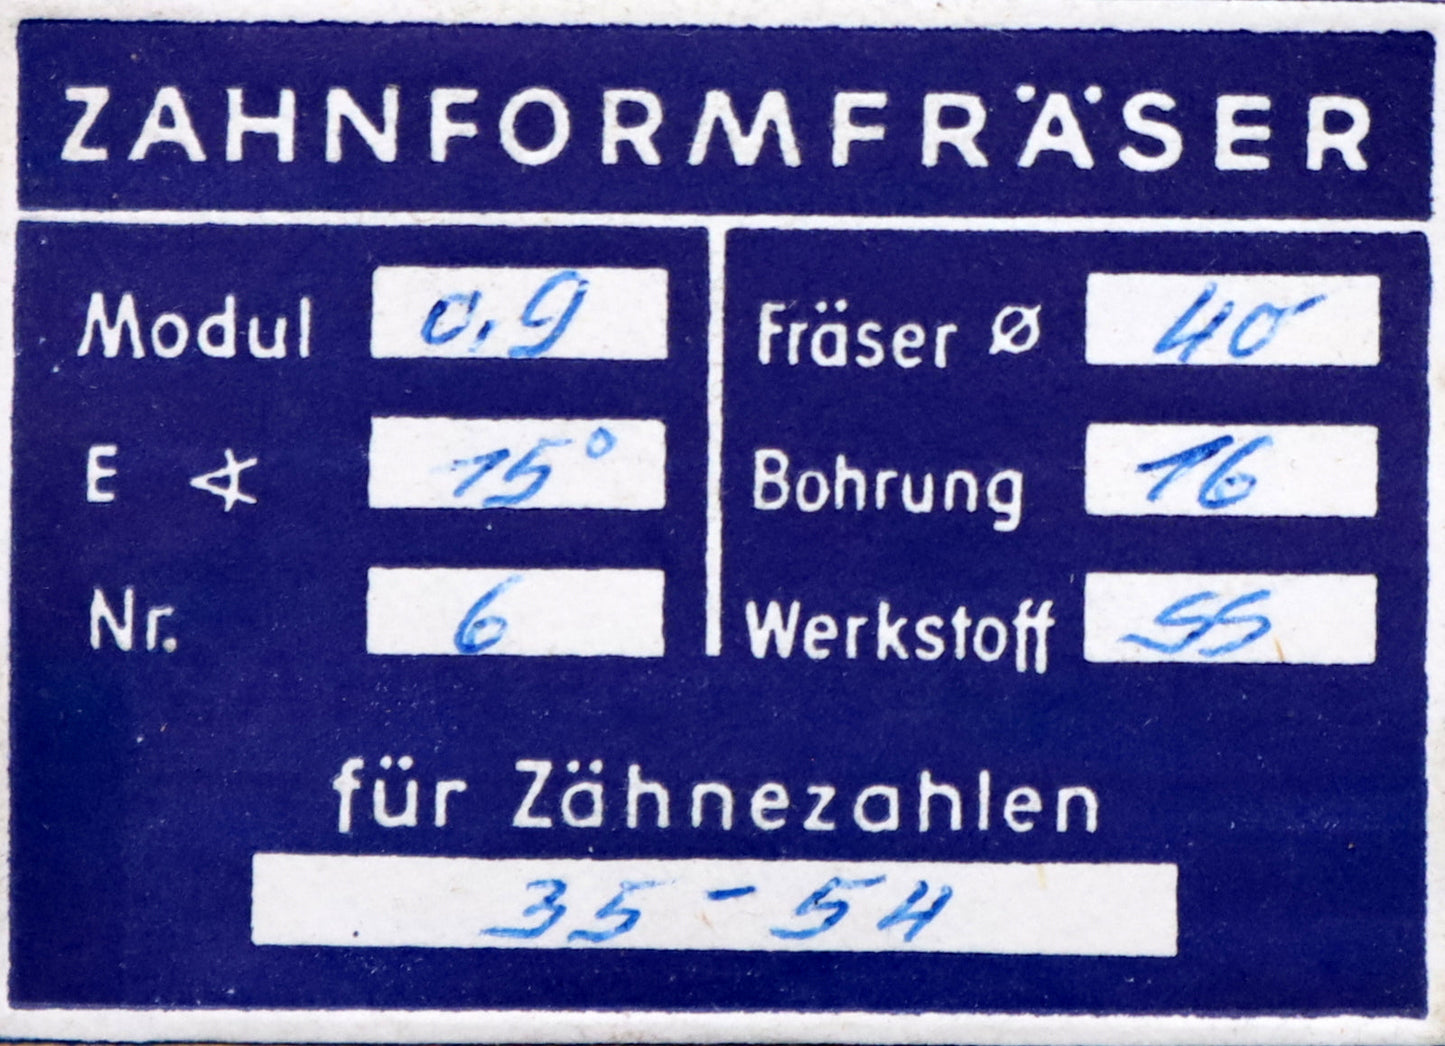 ZAHNFORMFRÄSER
Modul 0,9
E ∢ 15°
Nr. 6
Fräser ⌀ 40
Bohrung 16
Werkstoff SS
für Zähnezahlen
35 - 54